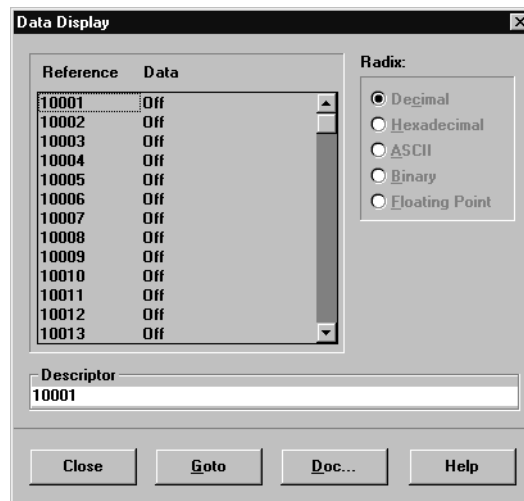 Data Display
Reference Data
10001 Off
10002 Off
10003 Off
10004 Off
10005 Off
10006 Off
10007 Off
10008 Off
10009 Off
10010 Off
10011 Off
10012 Off
10013 Off
Radix:
Decimal
Hexadecimal
ASCII
Binary
Floating Point
Descriptor
10001
Close Goto Doc... Help